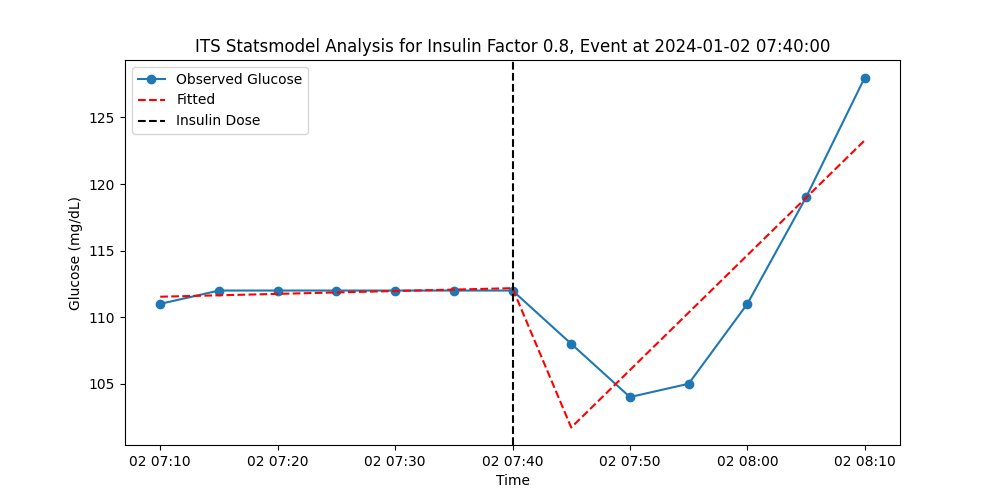 ITS Statsmodel Analysis for Insulin Factor 0.8, Event at 2024-01-02 07:40:00
Observed Glucose
Fitted
Insulin Dose
Glucose (mg/dL)
125
120
115
110
105
02 07:10
02 07:20
02 07:30
02 07:40
02 07:50
02 08:00
02 08:10
Time